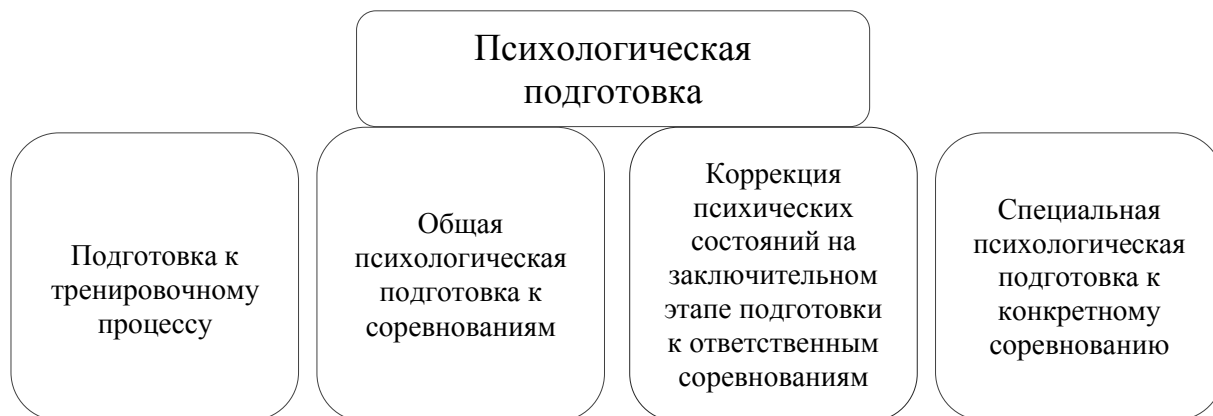 Психологическая
подготовка
Подготовка к
тренировочному
процессу
Общая
психологическая
подготовка к
соревнованиям
Коррекция
психических
состояний на
заключительном
этапе подготовки
к ответственным
соревнованиям
Специальная
психологическая
подготовка к
конкретному
соревнованию